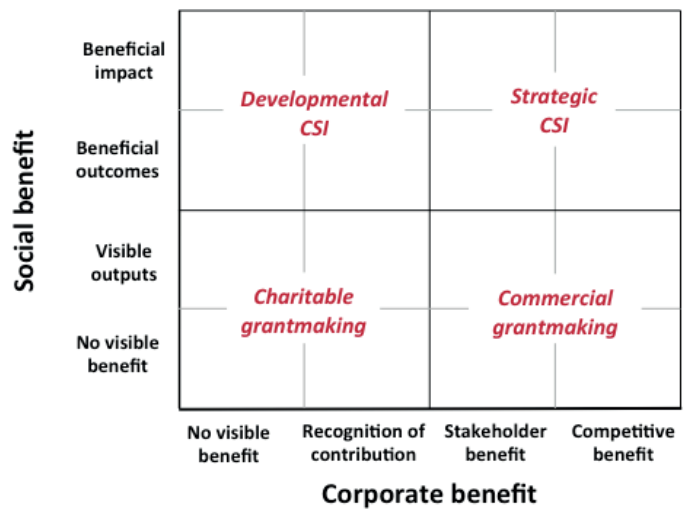 Social benefit
Beneficial
impact
Beneficial
outcomes
Visible
outputs
No visible
benefit
Developmental
CSI
Strategic
CSI
Charitable
grantmaking
Commercial
grantmaking
No visible
benefit
Recognition of
contribution
Stakeholder
benefit
Competitive
benefit
Corporate benefit